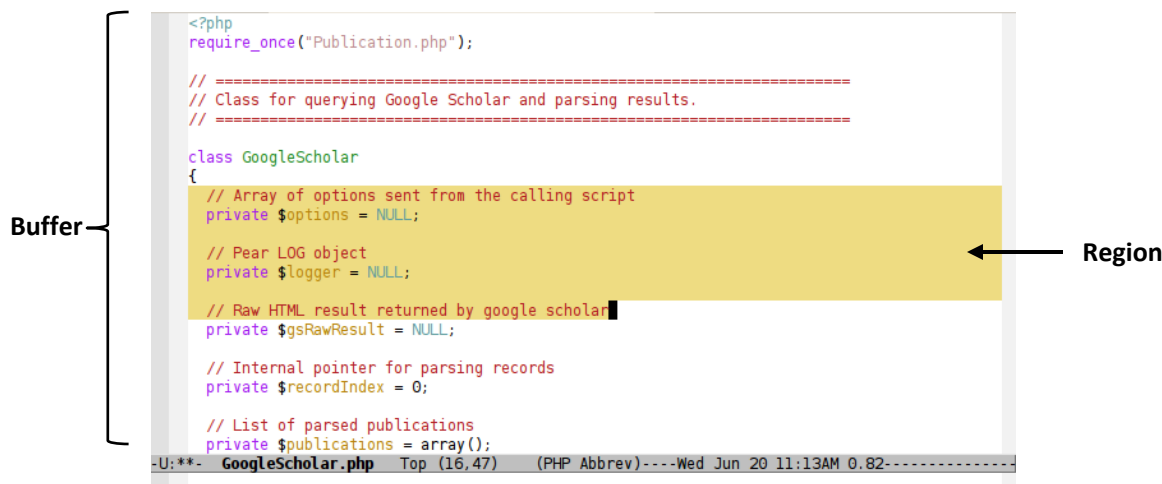 <?php
require_once("Publication.php");
// =======================================================================
// Class for querying Google Scholar and parsing results.
// =======================================================================
class GoogleScholar
{
// Array of options sent from the calling script
private $options = NULL;
Buffer
// Pear LOG object
Region
private $logger = NULL;
// Raw HTML result returned by google scholar
private $gsRawResult = NULL;
// Internal pointer for parsing records
private $recordIndex = 0;
// List of parsed publications
private $publications = array();
-U:**- GoogleScholar.php Top (16,47) (PHP Abbrev)----Wed Jun 20 11:13AM 0.82---------------